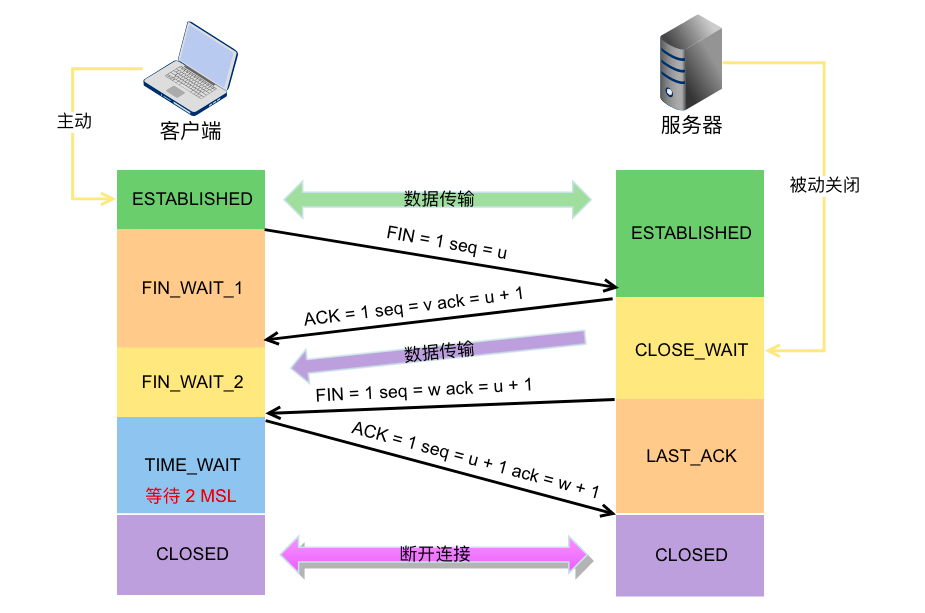 客户端
服务器
主动
被动关闭
ESTABLISHED
数据传输
ESTABLISHED
FIN = 1 seq = u
FIN_WAIT_1
ACK = 1 seq = v ack = u + 1
CLOSE_WAIT
数据传输
FIN_WAIT_2
FIN = 1 seq = w ack = u + 1
ACK = 1 seq = u + 1 ack = w + 1
LAST_ACK
TIME_WAIT
等待 2 MSL
CLOSED
断开连接
CLOSED